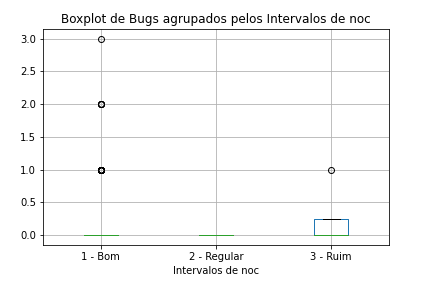 Boxplot de Bugs agrupados pelos Intervalos de noc
3.0
2.5
2.0
1.5
1.0
0.5
0.0
1 - Bom 2 - Regular 3 - Ruim
Intervalos de noc